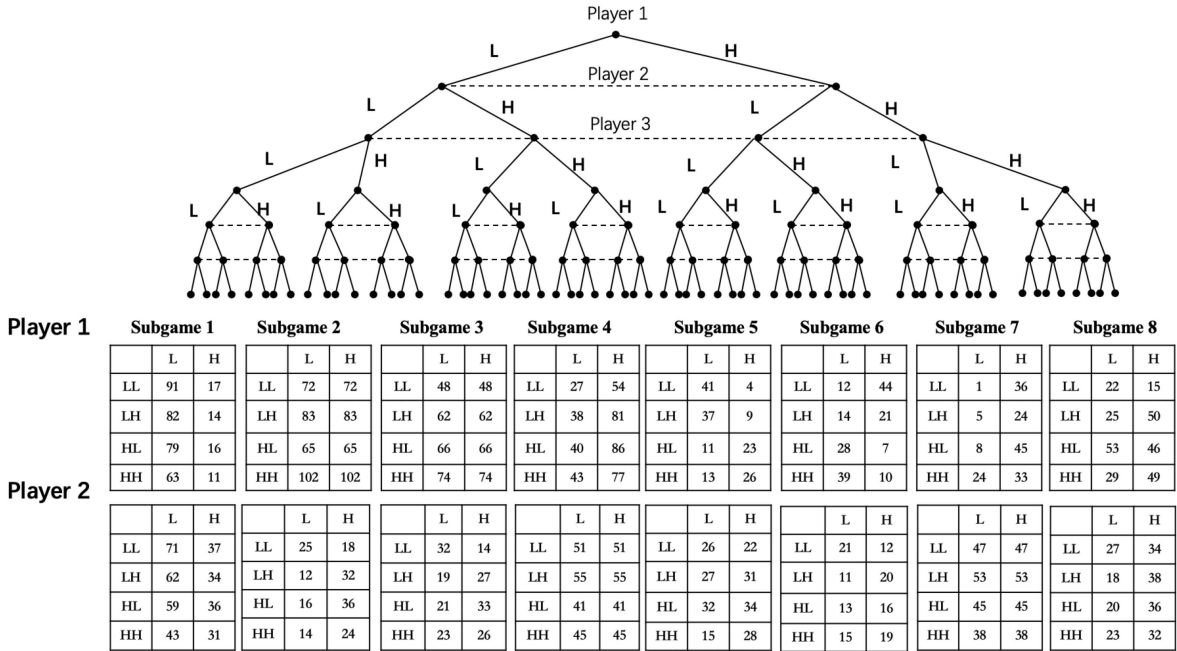 Player 1
L H
Player 2
L H L H
Player 3
L H L H L H L H
L H L H L H L H L H L H L H L H
Player 1
Subgame 1 Subgame 2 Subgame 3 Subgame 4 Subgame 5 Subgame 6 Subgame 7 Subgame 8
L H L H L H L H L H L H L H L H
LL 91 17 LL 72 72 LL 48 48 LL 27 54 LL 41 4 LL 12 44 LL 1 36 LL 22 15
LH 82 14 LH 83 83 LH 62 62 LH 38 81 LH 37 9 LH 14 21 LH 5 24 LH 25 50
HL 79 16 HL 65 65 HL 66 66 HL 40 86 HL 11 23 HL 28 7 HL 8 45 HL 53 46
HH 63 11 HH 102 102 HH 74 74 HH 43 77 HH 13 26 HH 39 10 HH 24 33 HH 29 49
Player 2
L H L H L H L H L H L H L H L H
LL 71 37 LL 25 18 LL 32 14 LL 51 51 LL 26 22 LL 21 12 LL 47 47 LL 27 34
LH 62 34 LH 12 32 LH 19 27 LH 55 55 LH 27 31 LH 11 20 LH 53 53 LH 18 38
HL 59 36 HL 16 36 HL 21 33 HL 41 41 HL 32 34 HL 13 16 HL 45 45 HL 20 36
HH 43 31 HH 14 24 HH 23 26 HH 45 45 HH 15 28 HH 15 19 HH 38 38 HH 23 32